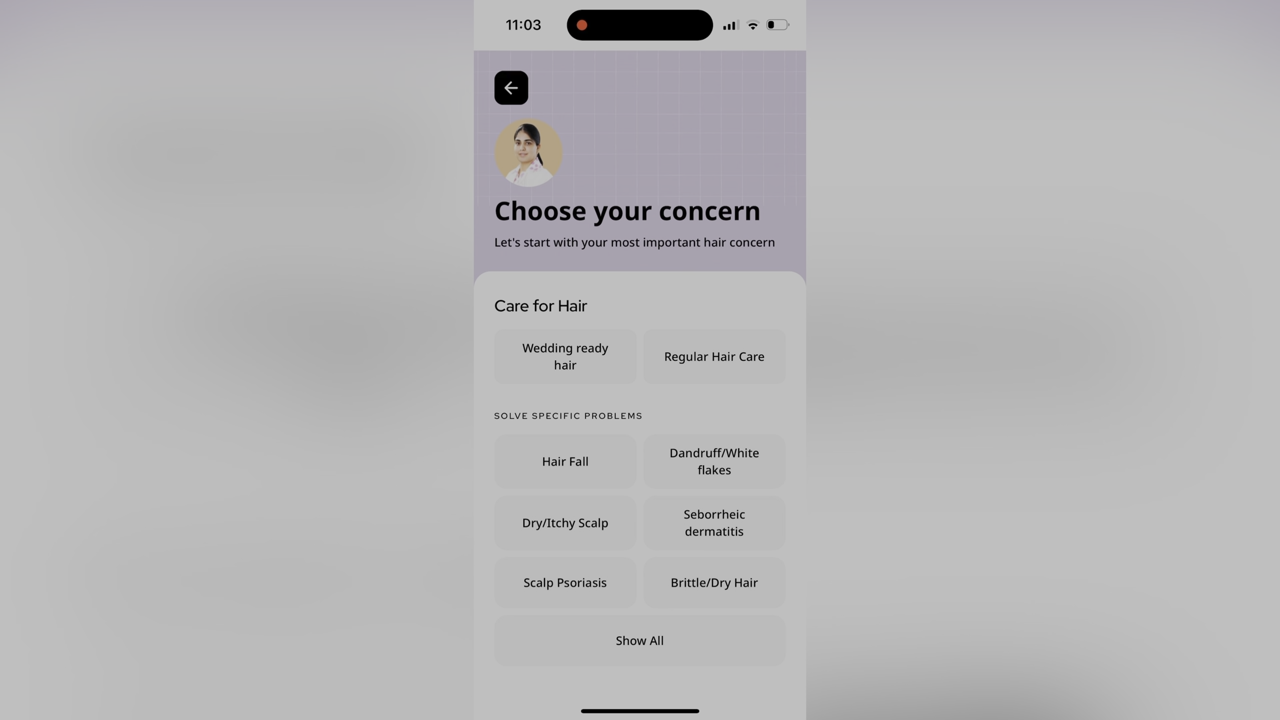 11:03
Choose your concern
Let's start with your most important hair concern
Care for Hair
Wedding ready
hair
Regular Hair Care
SOLVE SPECIFIC PROBLEMS
Hair Fall
Dandruff/White
flakes
Dry/Itchy Scalp
Seborrheic
dermatitis
Scalp Psoriasis
Brittle/Dry Hair
Show All